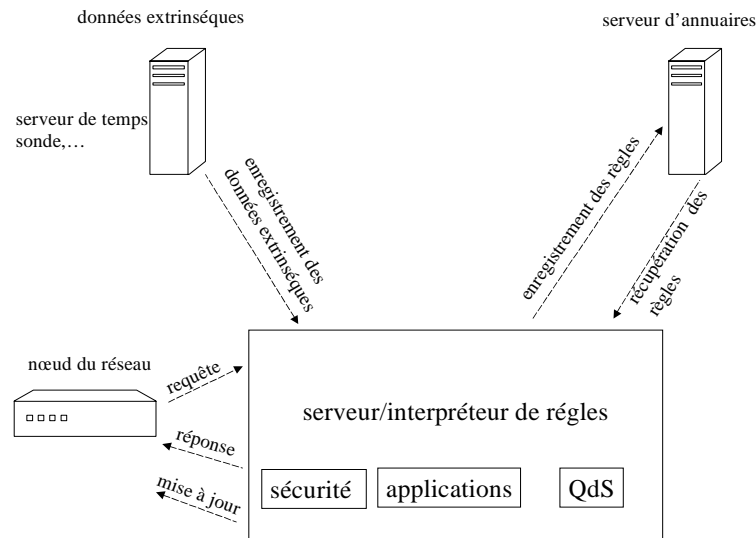 données extrinséques
serveur d'annuaires
serveur de temps
sonde,…
enregistrement des
données extrinséques
enregistrement des règles
récupération des
règles
nœud du réseau
requête
serveur/interpréteur de régles
réponse
sécurité
applications
QdS
mise à jour